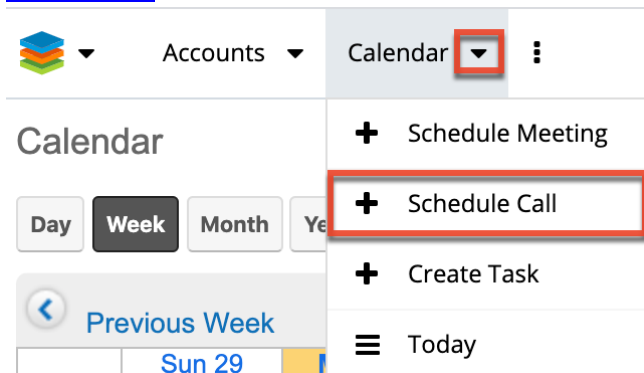 Accounts Calendar
Calendar
Schedule Meeting
Day Week Month Ye
Schedule Call
Create Task
Previous Week
Today
Sun 29